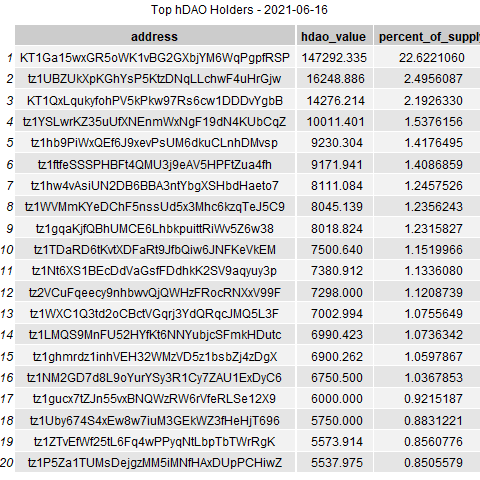 Top hDAO Holders - 2021-06-16
address hdao_value percent_of_supply
1 KT1Ga15wxGR5oWK1vBG2GXbjYM6WqPgpfRSP 147292.335 22.6221060
2 tz1UBZUkXpKGhYsP5KtzDNqLLchwF4uHrGjw 16248.886 2.4956087
3 KT1QxLqukyfohPV5kPkw97Rs6cw1DDDvYgbB 14276.214 2.1926330
4 tz1YSLwrKZ35uUfXNEnmWxNgF19dN4KUbCqZ 10011.401 1.5376156
5 tz1hb9PiWxQEf6J9xevPsUM6dkuCLnhDMvsp 9230.304 1.4176495
6 tz1ftfeSSSPHBFt4QMU3j9eAV5HPFtZua4fh 9171.941 1.4086859
7 tz1hw4vAsiUN2DB6BBA3ntYbgXSHbdHaeto7 8111.084 1.2457526
8 tz1WVMmKYeDChF5nssUd5x3Mhc6kzqTeJ5C9 8045.139 1.2356243
9 tz1gqaKjfQBhUMCE6LhbkpuittRiWv5Z6w38 8018.824 1.2315827
10 tz1TDaRD6tKvtXDFaRt9JfbQiw6JNFKeVkEM 7500.640 1.1519966
11 tz1Nt6XS1BEcDdVaGsfFDdhkK2SV9aqyuy3p 7380.912 1.1336080
12 tz2VCuFqeecy9nhbwvQjQWHzFRocRNXxV99F 7298.000 1.1208739
13 tz1WXC1Q3td2oCBctVGqrj3YdQRqcJMQ5L3F 7002.994 1.0755649
14 tz1LMQS9MnFU52HYfKt6NNYubjcSFmkHDutc 6990.423 1.0736342
15 tz1ghmrdz1inhVEH32WMzVD5z1bsbZj4zDgX 6900.262 1.0597867
16 tz1NM2GD7d8L9oYurYSy3R1Cy7ZAU1ExDyC6 6750.500 1.0367853
17 tz1gucx7tZJn55vxBNQWzRW6rVfeRLSe12X9 6000.000 0.9215187
18 tz1Uby674S4xEw8w7iuM3GEkWZ3fHeHjT696 5750.000 0.8831221
19 tz1ZTvEfWf25tL6Fq4wPPyqNtLbpTbTWrRgK 5573.914 0.8560776
20 tz1P5Za1TUMsDejgzMM5iMNfHAxDUpPCHiwZ 5537.975 0.8505579